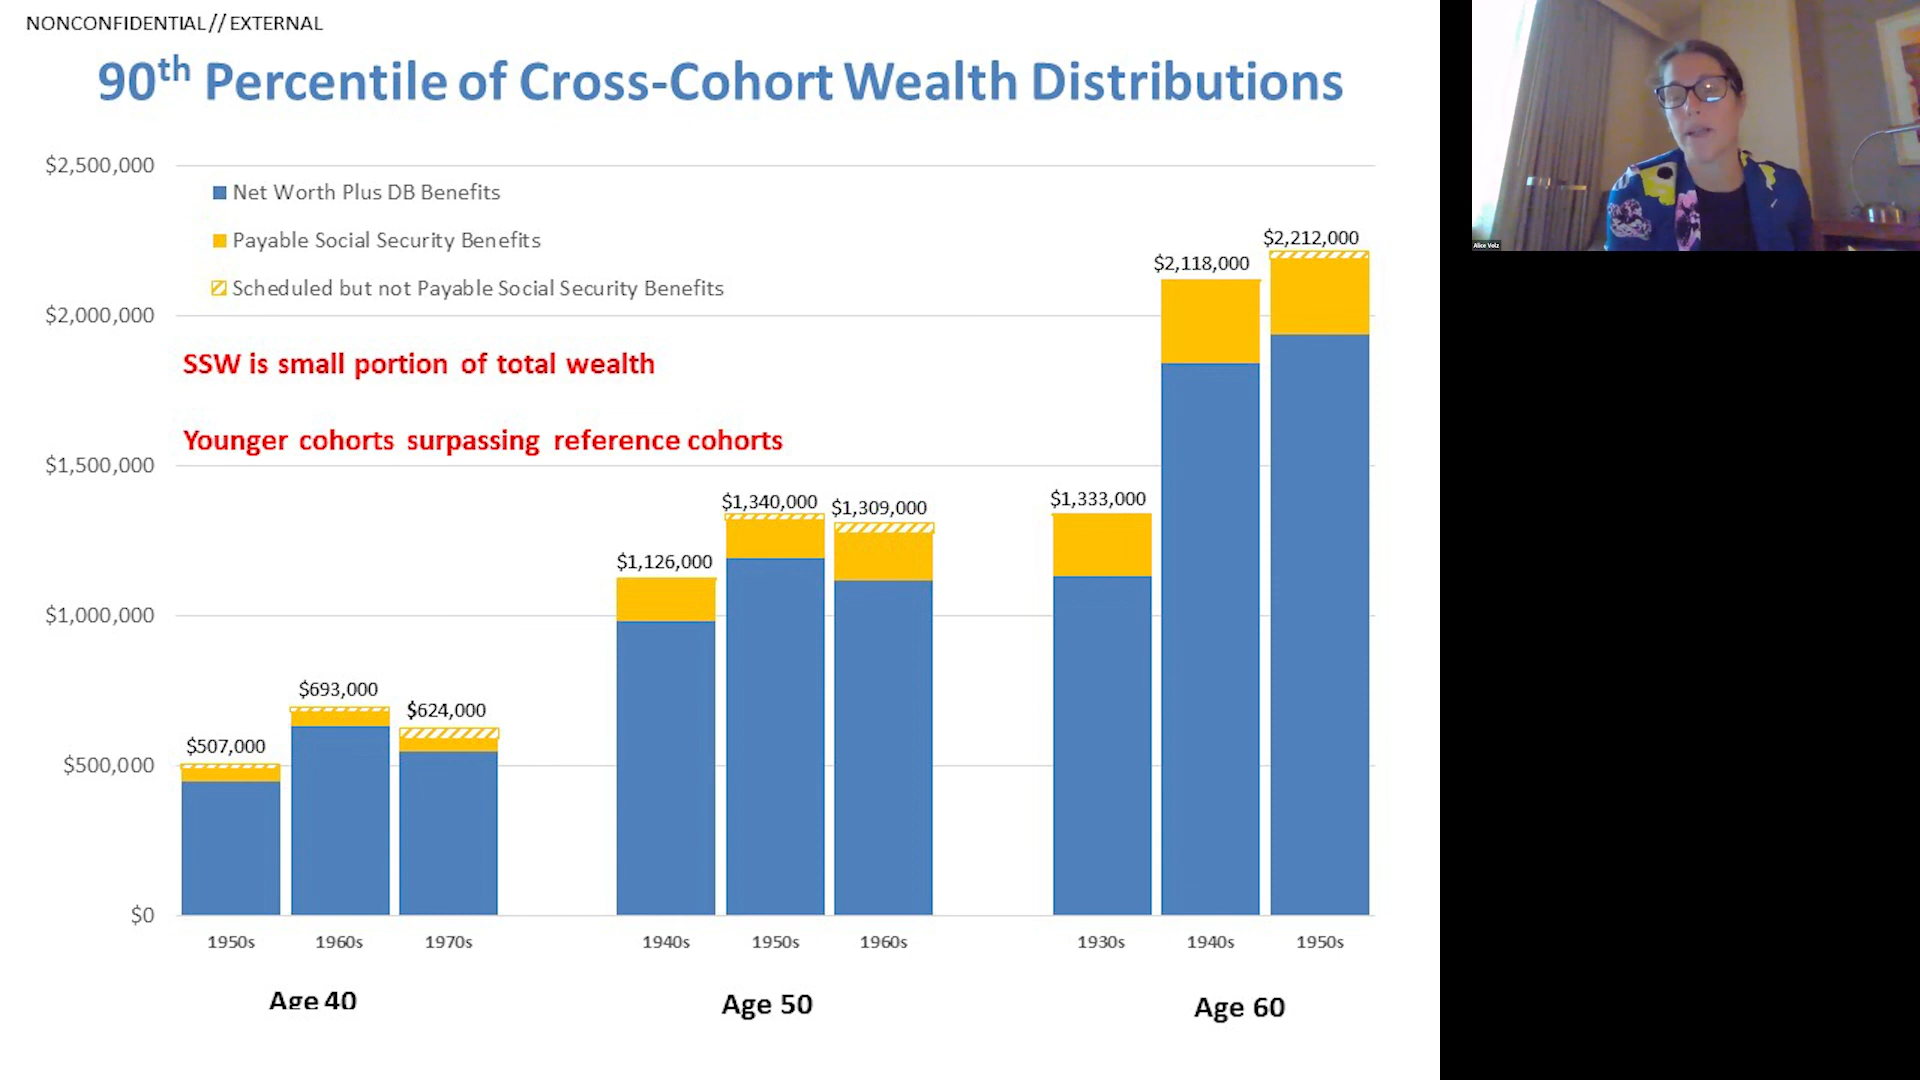 NONCONFIDENTIAL // EXTERNAL
90th Percentile of Cross-Cohort Wealth Distributions
$2,500,000
$2,000,000
$1,500,000
$1,000,000
$500,000
$0
Net Worth Plus DB Benefits
Payable Social Security Benefits
Scheduled but not Payable Social Security Benefits
SSW is small portion of total wealth
Younger cohorts surpassing reference cohorts
$507,000
$693,000
$624,000
$1,126,000
$1,340,000
$1,309,000
$1,333,000
$2,118,000
$2,212,000
1950s
1960s
1970s
1940s
1950s
1960s
1930s
1940s
1950s
Age 40
Age 50
Age 60
Alice Volz